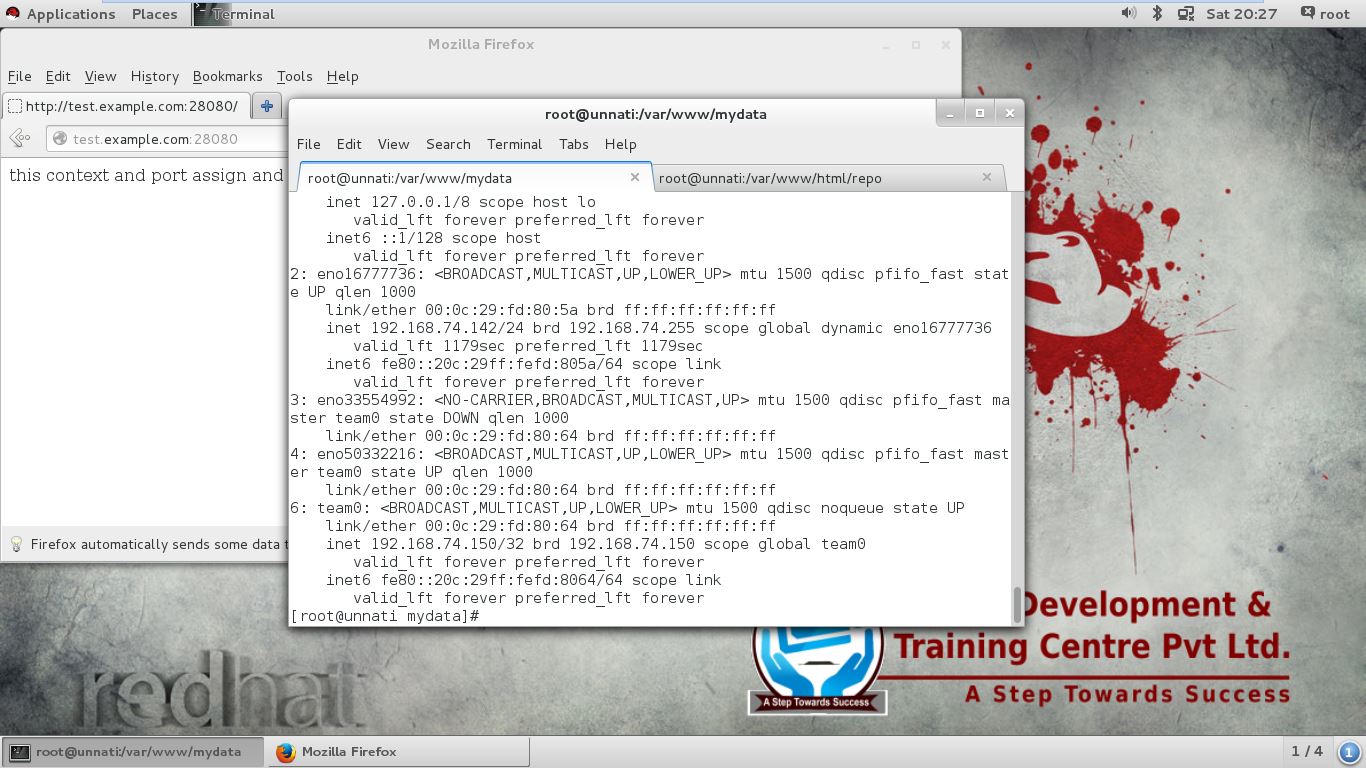 Applications Places Terminal Sat 20:27 root
Mozilla Firefox
File Edit View History Bookmarks Tools Help
http://test.example.com:28080/
test.example.com:28080
this context and port assign and
Firefox automatically sends some data t
root@unnati:/var/www/mydata
File Edit View Search Terminal Tabs Help
root@unnati:/var/www/mydata root@unnati:/var/www/html/repo
inet 127.0.0.1/8 scope host lo
valid_lft forever preferred_lft forever
inet6 ::1/128 scope host
valid_lft forever preferred_lft forever
2: eno16777736: <BROADCAST,MULTICAST,UP,LOWER_UP> mtu 1500 qdisc pfifo_fast stat
e UP qlen 1000
link/ether 00:0c:29:fd:80:5a brd ff:ff:ff:ff:ff:ff
inet 192.168.74.142/24 brd 192.168.74.255 scope global dynamic eno16777736
valid_lft 1179sec preferred_lft 1179sec
inet6 fe80::20c:29ff:fefd:805a/64 scope link
valid_lft forever preferred_lft forever
3: eno33554992: <NO-CARRIER,BROADCAST,MULTICAST,UP> mtu 1500 qdisc pfifo_fast ma
ster team0 state DOWN qlen 1000
link/ether 00:0c:29:fd:80:64 brd ff:ff:ff:ff:ff:ff
4: eno50332216: <BROADCAST,MULTICAST,UP,LOWER_UP> mtu 1500 qdisc pfifo_fast mast
er team0 state UP qlen 1000
link/ether 00:0c:29:fd:80:64 brd ff:ff:ff:ff:ff:ff
6: team0: <BROADCAST,MULTICAST,UP,LOWER_UP> mtu 1500 qdisc noqueue state UP
link/ether 00:0c:29:fd:80:64 brd ff:ff:ff:ff:ff:ff
inet 192.168.74.150/32 brd 192.168.74.150 scope global team0
valid_lft forever preferred_lft forever
inet6 fe80::20c:29ff:fefd:8064/64 scope link
valid_lft forever preferred_lft forever
[root@unnati mydata]#
Development &
Training Centre Pvt Ltd.
A Step Towards Success
A Step Towards Success
redhat
root@unnati:/var/www/mydata Mozilla Firefox 1 / 4 1